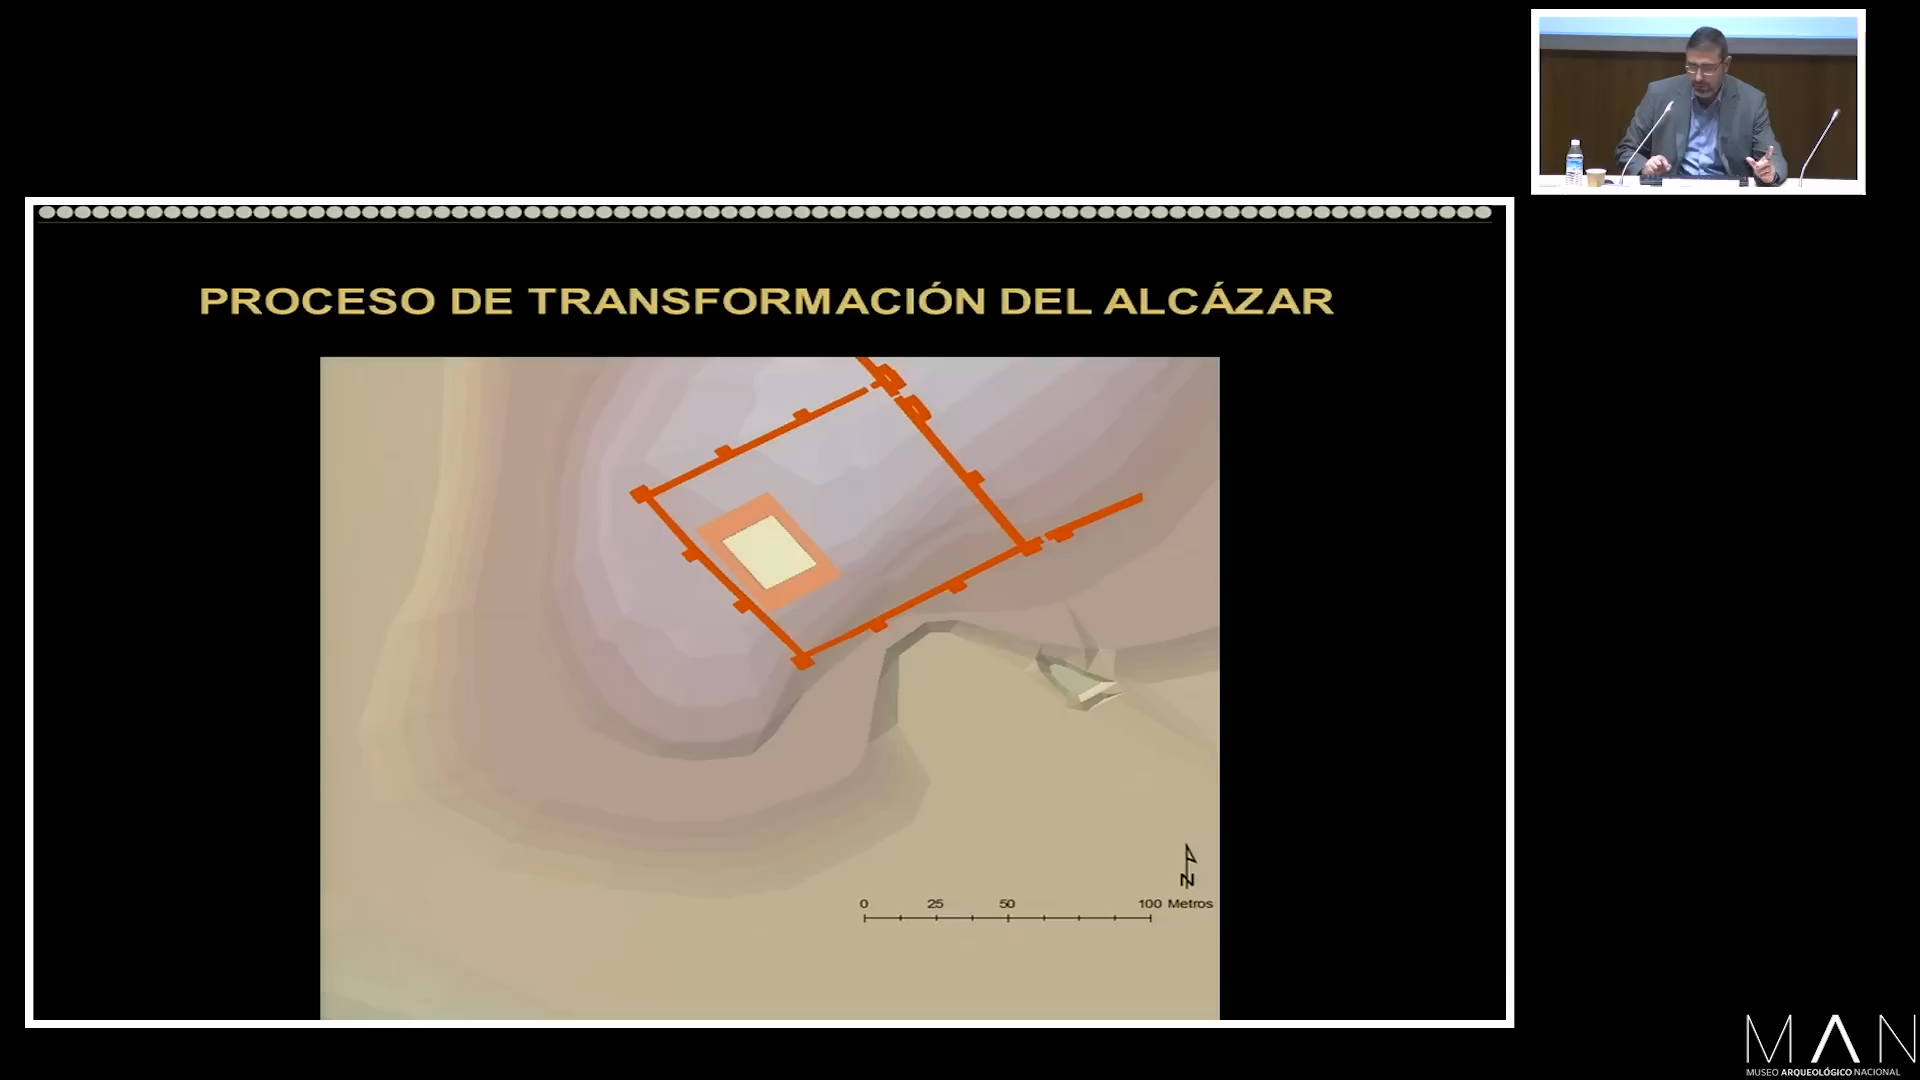 PROCESO DE TRANSFORMACIÓN DEL ALCÁZAR
N
0 25 50 100 Metros
MAN
MUSEO ARQUEOLÓGICO NACIONAL